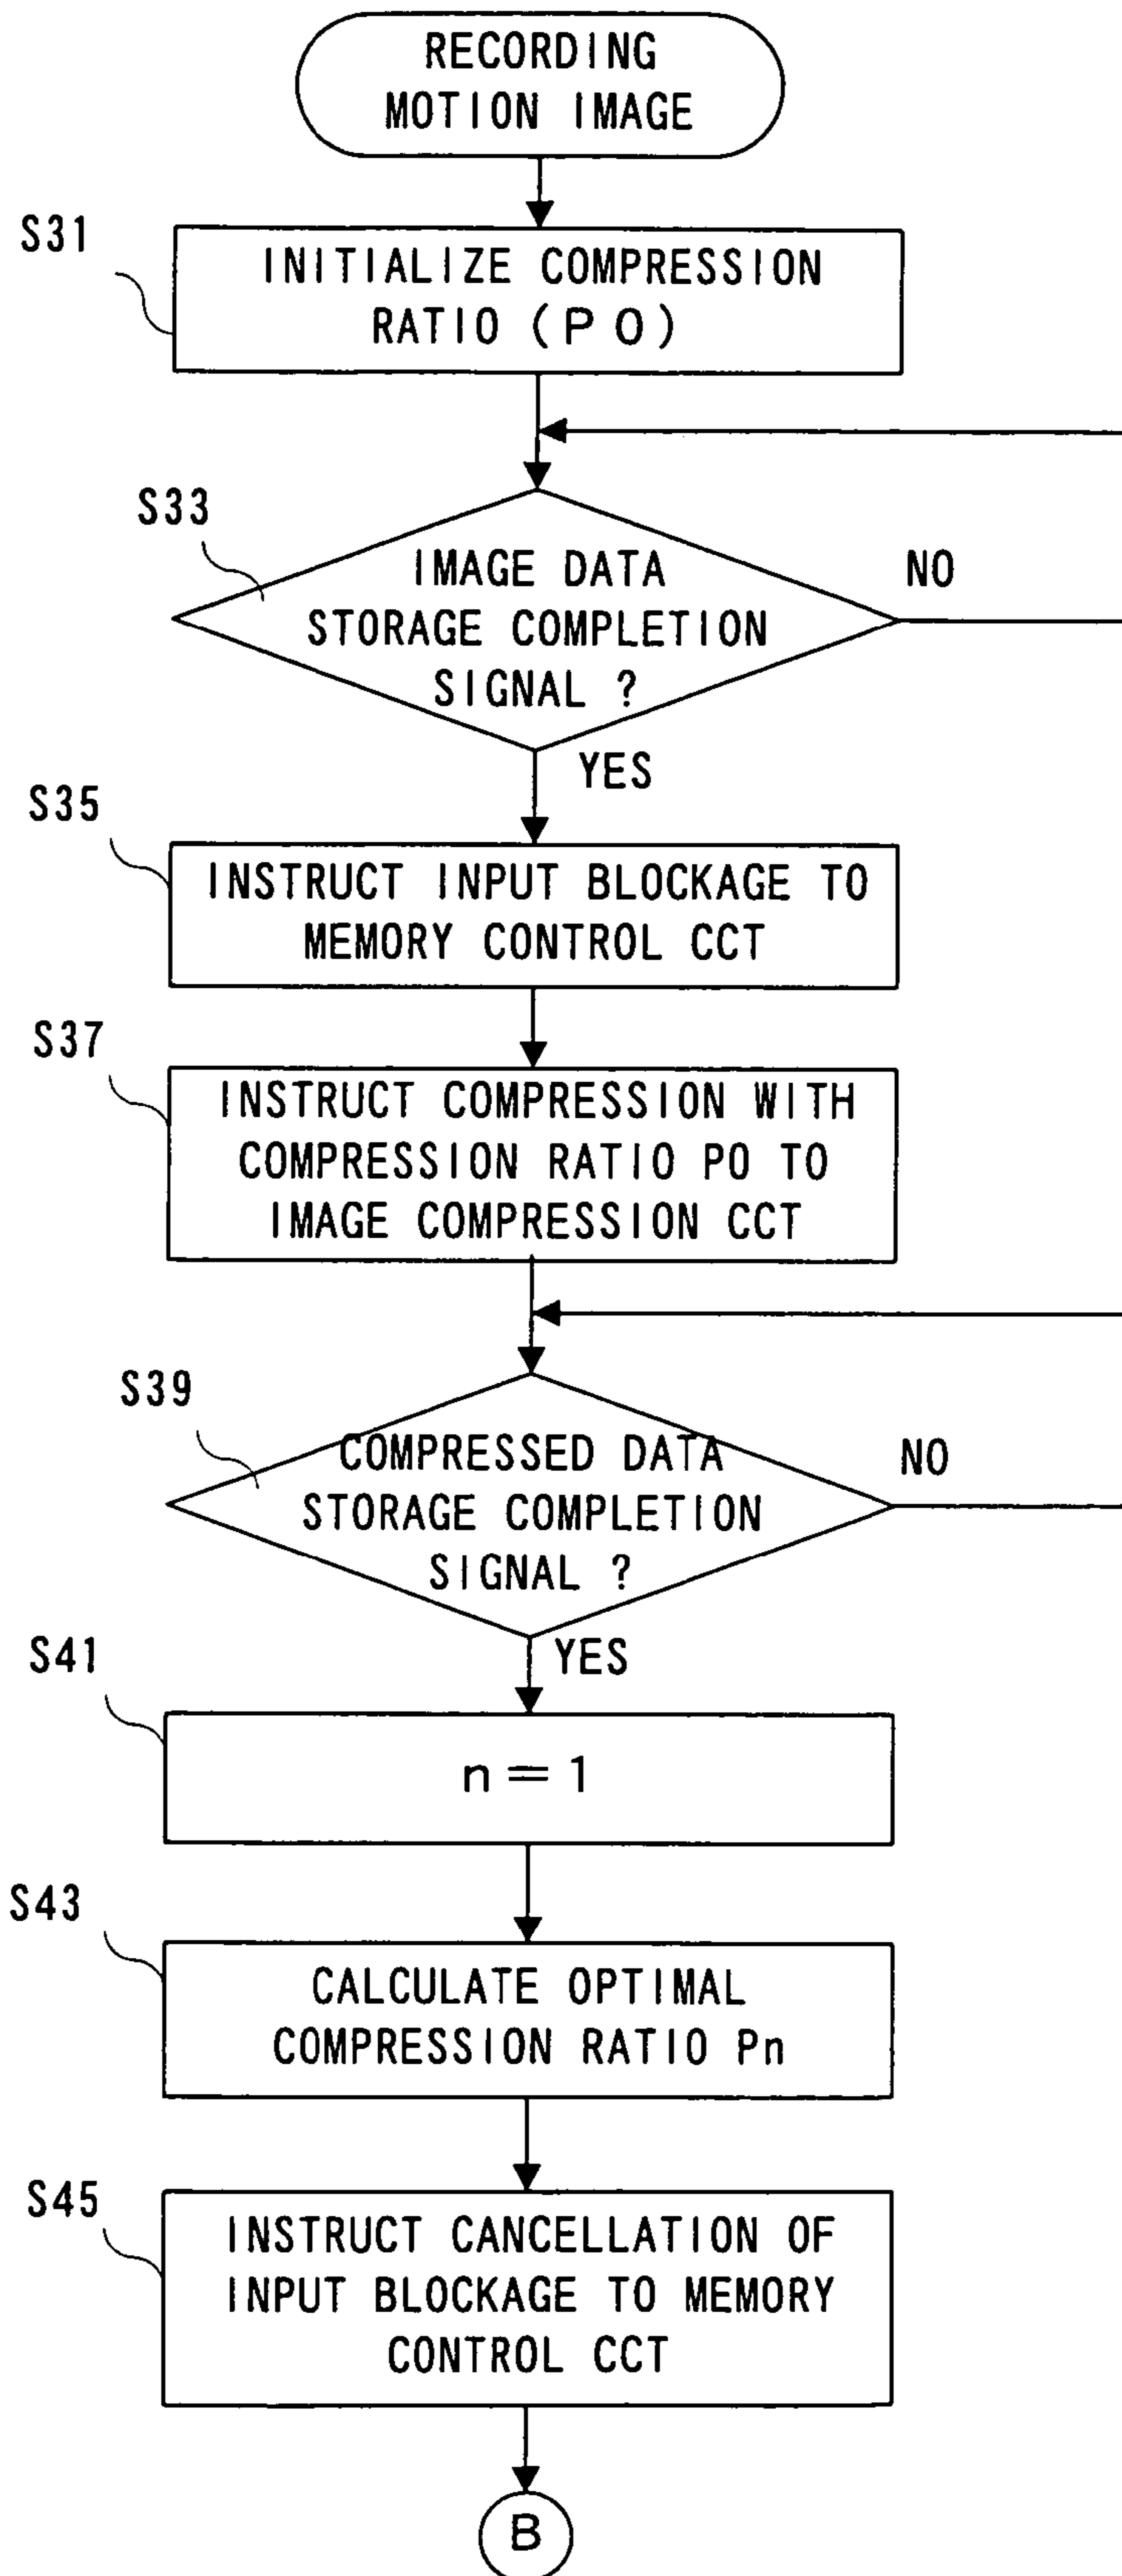 RECORDING
MOTION IMAGE
S31
INITIALIZE COMPRESSION
RATIO (P0)
S33
IMAGE DATA
STORAGE COMPLETION
SIGNAL ?
NO
YES
S35
INSTRUCT INPUT BLOCKAGE TO
MEMORY CONTROL CCT
S37
INSTRUCT COMPRESSION WITH
COMPRESSION RATIO P0 TO
IMAGE COMPRESSION CCT
S39
COMPRESSED DATA
STORAGE COMPLETION
SIGNAL ?
NO
YES
S41
n=1
S43
CALCULATE OPTIMAL
COMPRESSION RATIO Pn
S45
INSTRUCT CANCELLATION OF
INPUT BLOCKAGE TO MEMORY
CONTROL CCT
B